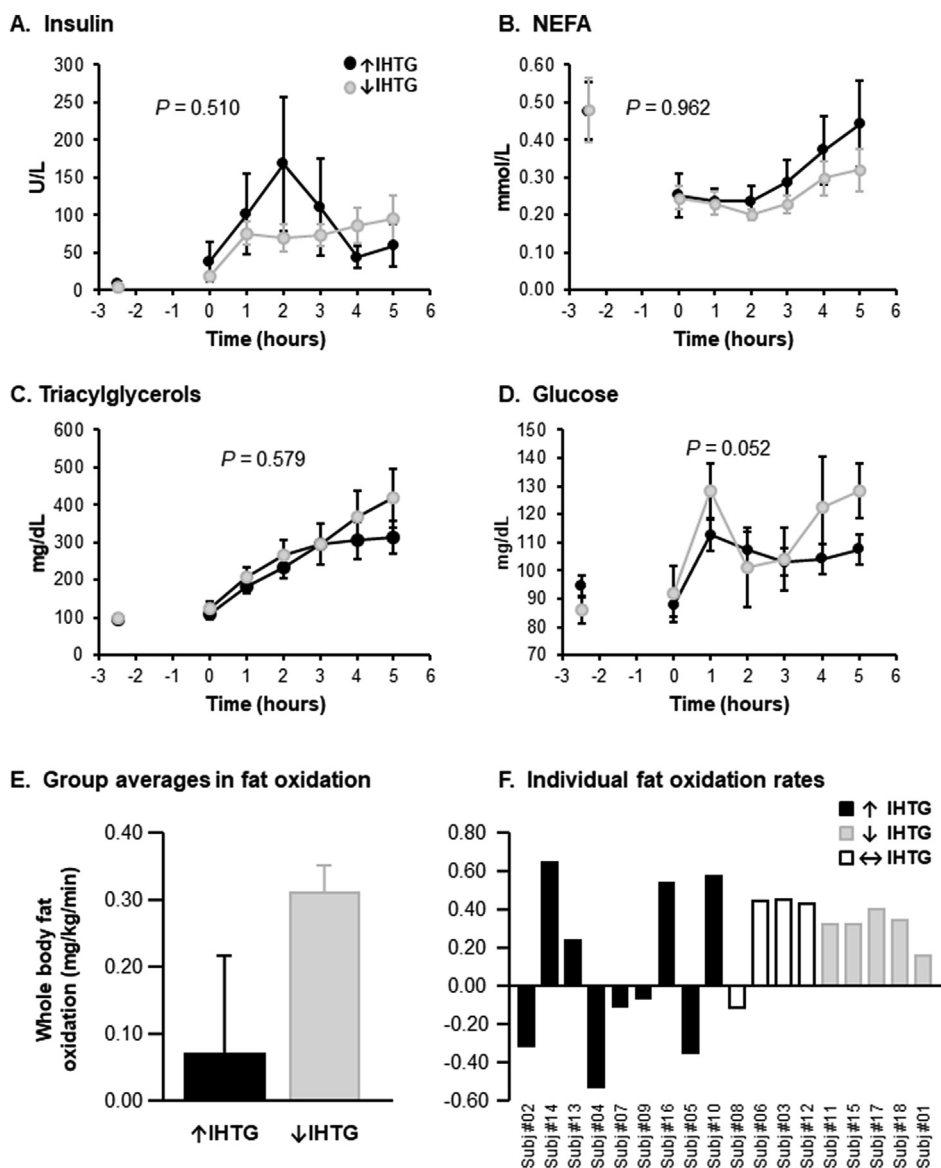 A. Insulin
300
250
200
150
100
50
0
U/L
P = 0.510
↑IHTG
↓IHTG
-3 -2 -1 0 1 2 3 4 5 6
Time (hours)
B. NEFA
0.60
0.50
0.40
0.30
0.20
0.10
0.00
mmol/L
P = 0.962
-3 -2 -1 0 1 2 3 4 5 6
Time (hours)
C. Triacylglycerols
600
500
400
300
200
100
0
mg/dL
P = 0.579
-3 -2 -1 0 1 2 3 4 5 6
Time (hours)
D. Glucose
150
140
130
120
110
100
90
80
70
mg/dL
P = 0.052
-3 -2 -1 0 1 2 3 4 5 6
Time (hours)
E. Group averages in fat oxidation
0.40
0.30
0.20
0.10
0.00
Whole body fat
oxidation (mg/kg/min)
↑IHTG ↓IHTG
F. Individual fat oxidation rates
↑ IHTG
↓ IHTG
↔ IHTG
0.80
0.60
0.40
0.20
0.00
-0.20
-0.40
-0.60
Subj#02
Subj#14
Subj#13
Subj#04
Subj#07
Subj#09
Subj#16
Subj#05
Subj#10
Subj#08
Subj#06
Subj#03
Subj#12
Subj#11
Subj#15
Subj#17
Subj#18
Subj#01